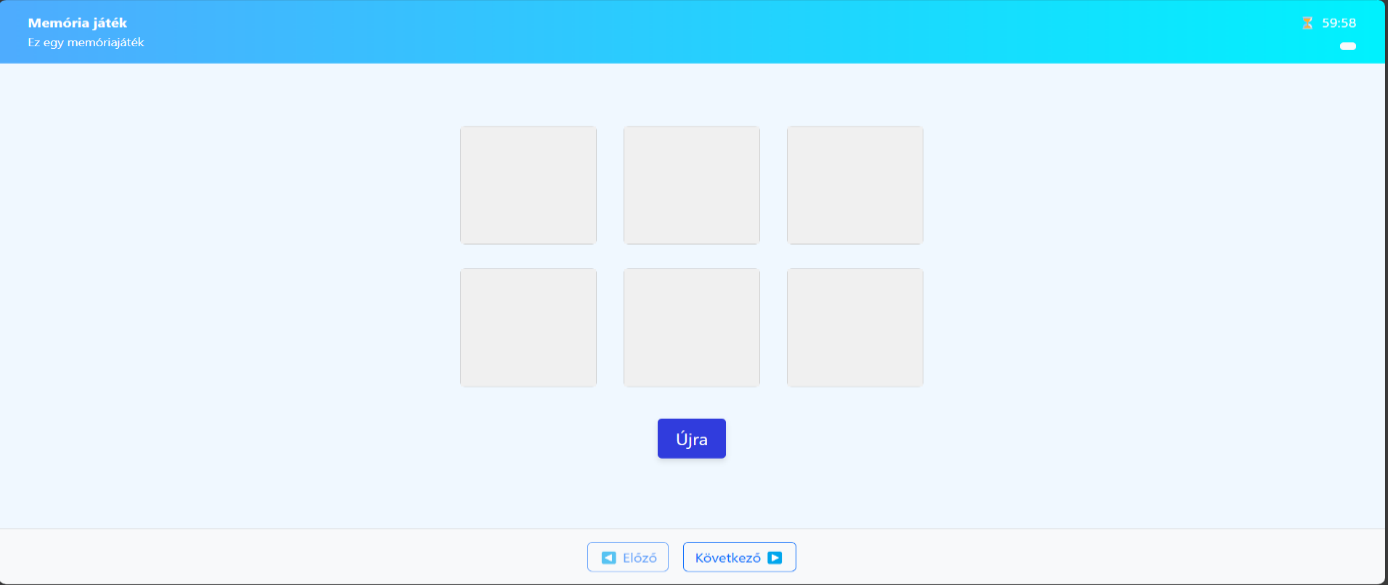 Memória játék
Ez egy memóriajáték
⏳ 59:58
Újra
◀ Előző
Következő ▶